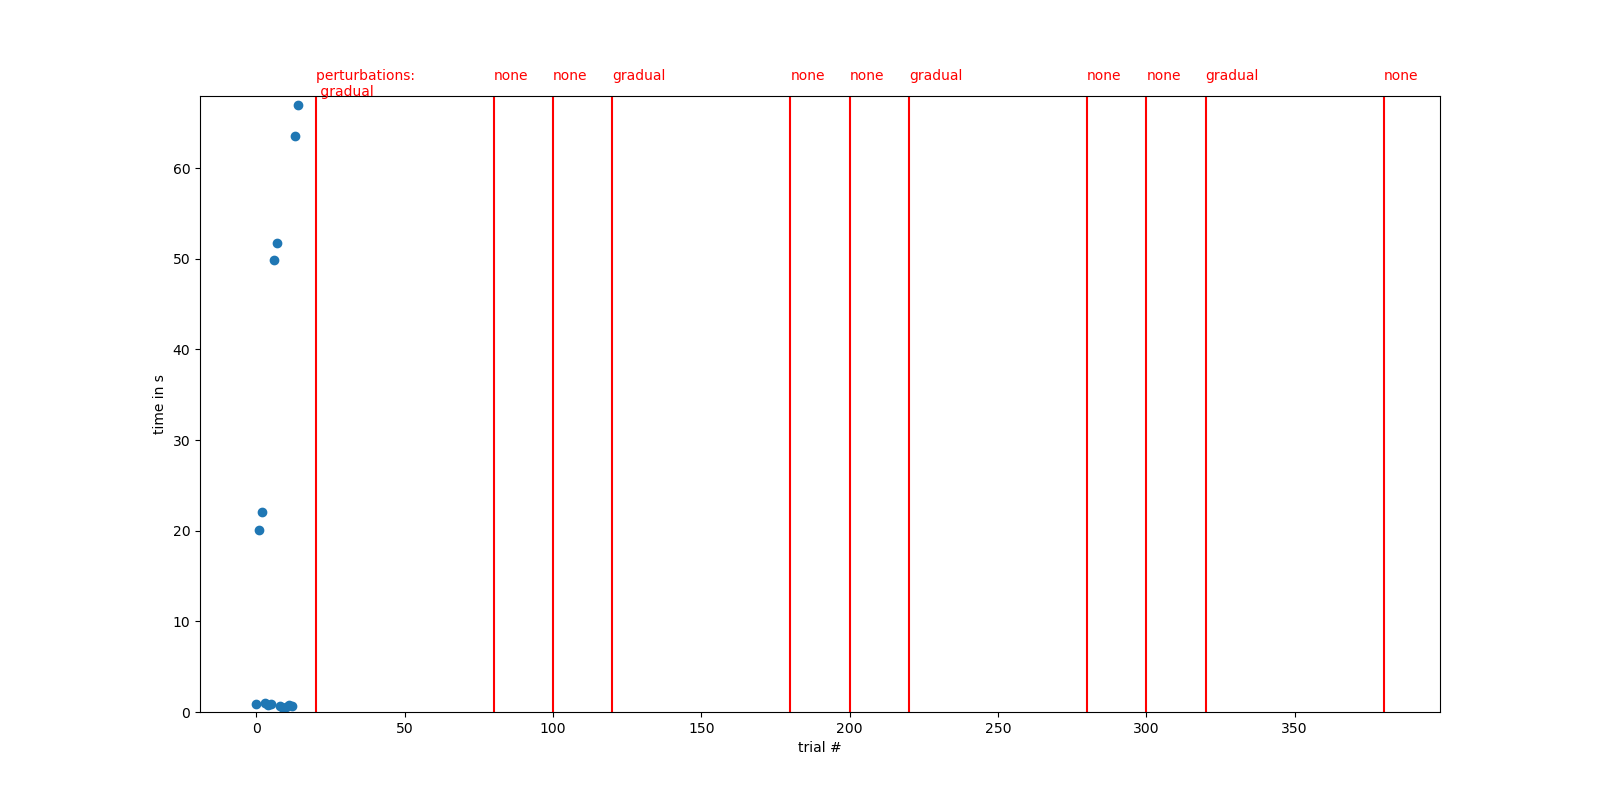 perturbations: none none gradual none none gradual none none gradual none
gradual
60
50
40
30
20
10
0
time in s
0 50 100 150 200 250 300 350
trial #